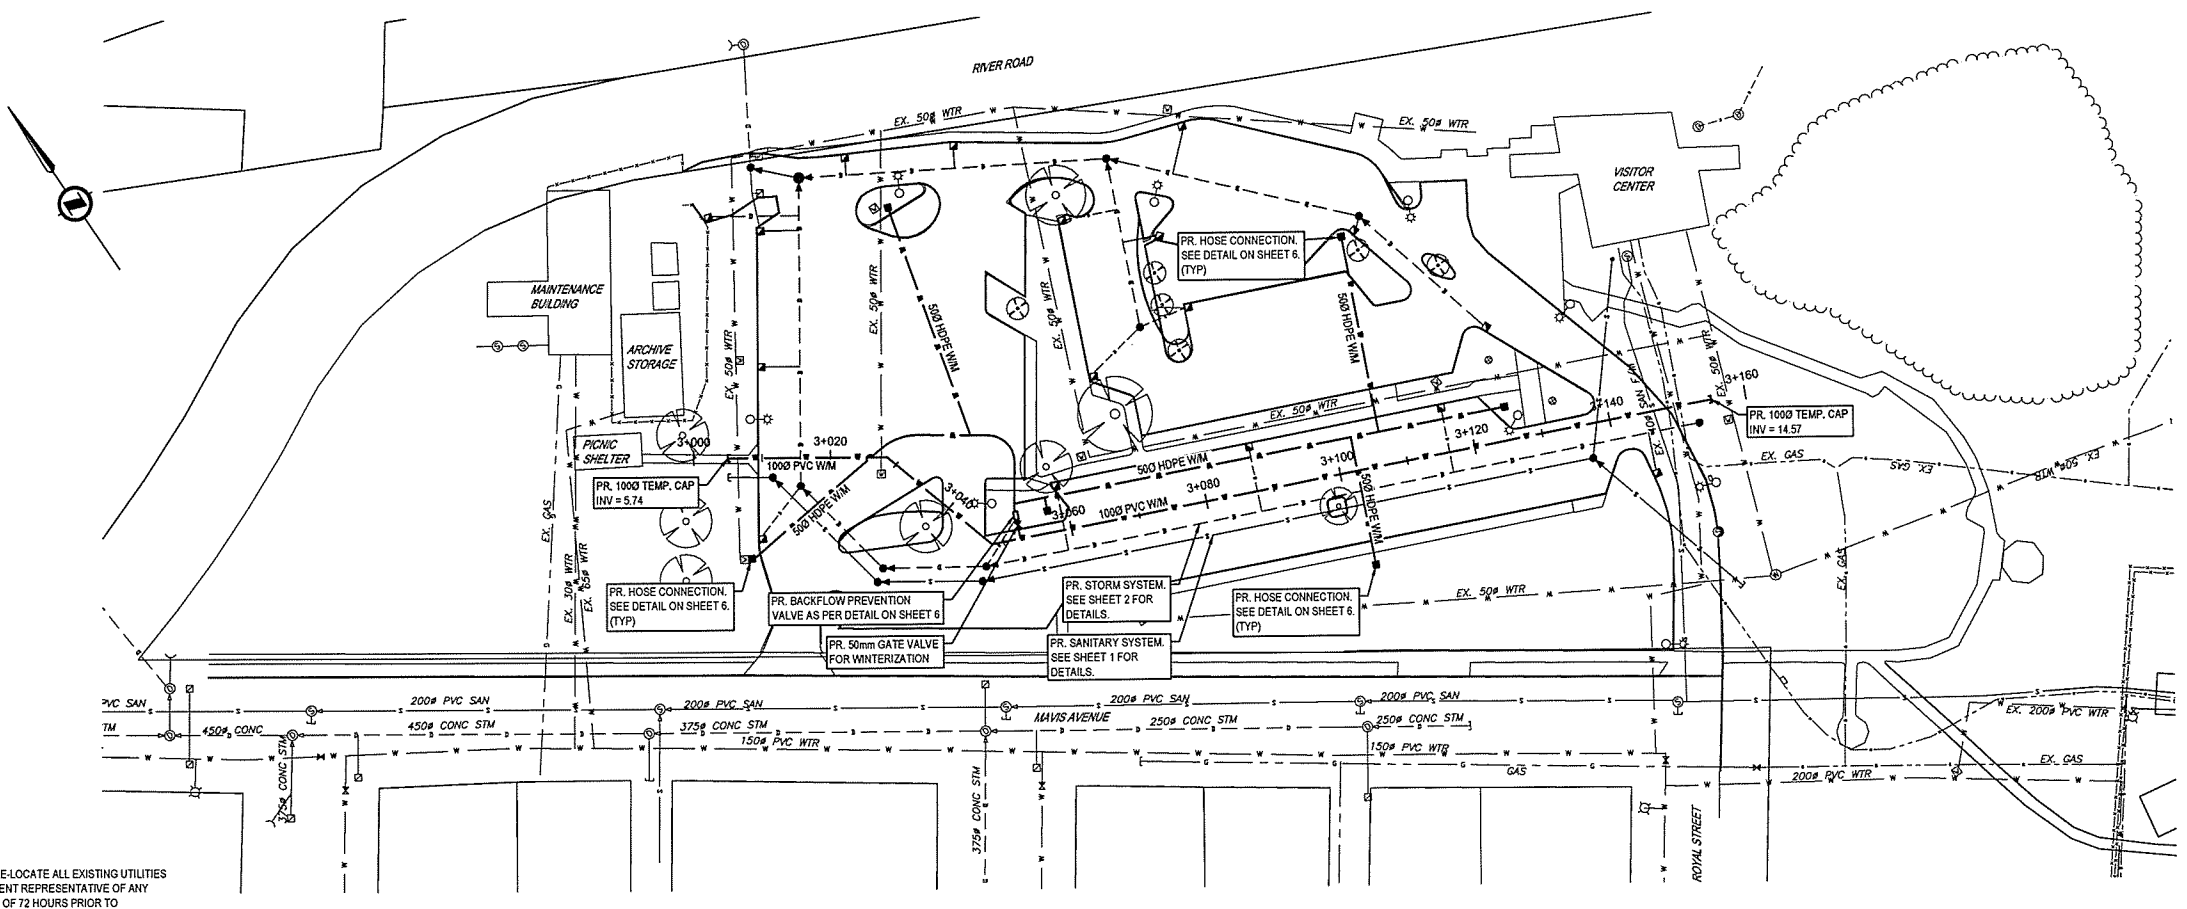 RIVER ROAD
EX. 50ø WTR
EX. 50ø WTR
VISITOR
CENTER
PR. HOSE CONNECTION.
SEE DETAIL ON SHEET 6.
(TYP)
MAINTENANCE
BUILDING
ARCHIVE
STORAGE
EX. 50ø WTR
EX. 50ø WTR
50Ø HDPE W/M
EX. 50ø WTR
50Ø HDPE W/M
EX. 50ø WTR
3+160
PICNIC
SHELTER
3+000
3+020
100Ø PVC W/M
PR. 100Ø TEMP. CAP
INV = 5.74
50Ø HDPE W/M
3+040
3+060
100Ø PVC W/M
3+080
50Ø HDPE W/M
3+100
3+120
3+140
EX. 50ø WTR
50Ø HDPE W/M
PR. 100Ø TEMP. CAP
INV = 14.57
EX. GAS
EX. GAS
EX. 50ø WTR
EX. GAS
EX. GAS
EX. 30ø WTR
EX. 65ø WTR
PR. HOSE CONNECTION.
SEE DETAIL ON SHEET 6.
(TYP)
PR. BACKFLOW PREVENTION
VALVE AS PER DETAIL ON SHEET 6
PR. 50mm GATE VALVE
FOR WINTERIZATION
PR. STORM SYSTEM.
SEE SHEET 2 FOR
DETAILS.
PR. SANITARY SYSTEM.
SEE SHEET 1 FOR
DETAILS.
PR. HOSE CONNECTION.
SEE DETAIL ON SHEET 6.
(TYP)
EX. 50ø WTR
PVC SAN
200ø PVC SAN
200ø PVC SAN
200ø PVC SAN
200ø PVC SAN
EX. 200ø PVC WTR
TM
450ø CONC
450ø CONC STM
375ø CONC STM
MAVIS AVENUE
250ø CONC STM
250ø CONC STM
150ø PVC WTR
150ø PVC WTR
GAS
EX. GAS
200ø PVC WTR
375ø CONC STM
375ø CONC STM
ROYAL STREET
E-LOCATE ALL EXISTING UTILITIES
ENT REPRESENTATIVE OF ANY
OF 72 HOURS PRIOR TO